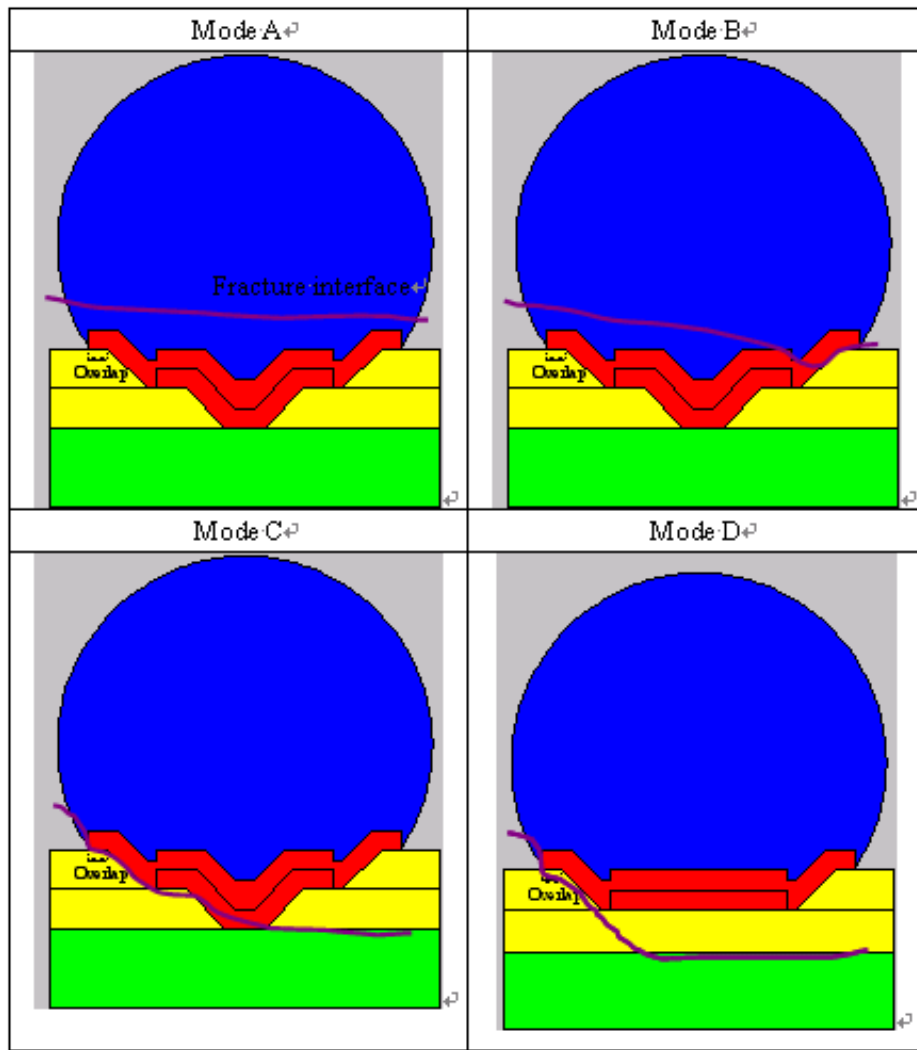 Mode A
Mode B
Fracture interface
Overlap
Overlap
Mode C
Mode D
Overlap
Overlap